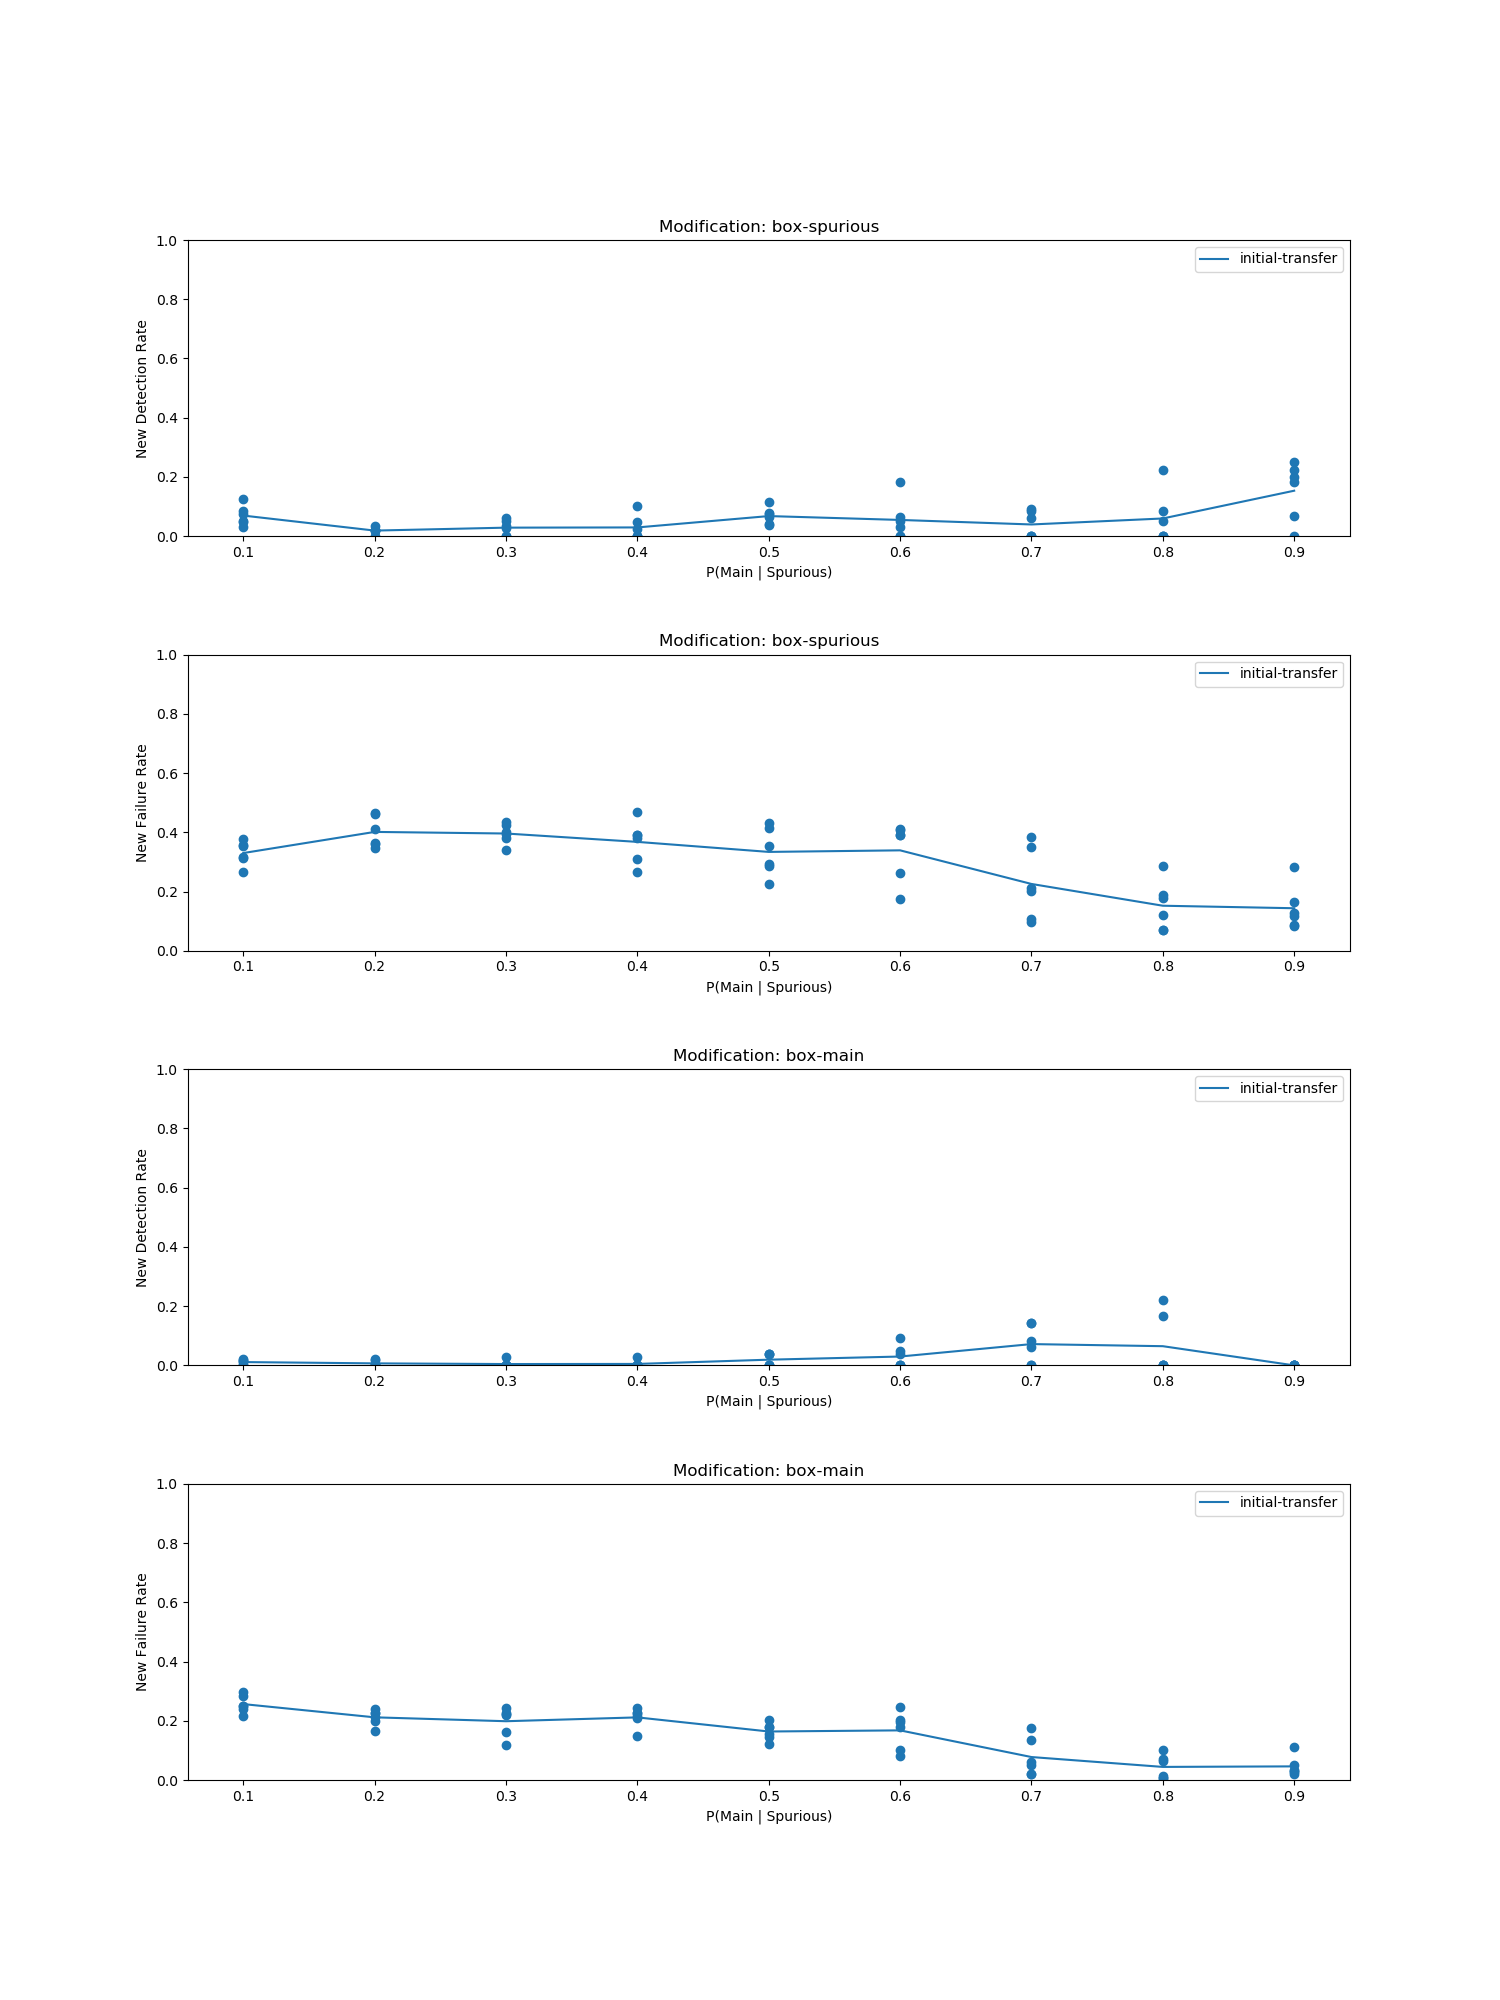 Modification: box-spurious
1.0
0.8
0.6
0.4
0.2
0.0
New Detection Rate
initial-transfer
0.1 0.2 0.3 0.4 0.5 0.6 0.7 0.8 0.9
P(Main | Spurious)
Modification: box-spurious
1.0
0.8
0.6
0.4
0.2
0.0
New Failure Rate
initial-transfer
0.1 0.2 0.3 0.4 0.5 0.6 0.7 0.8 0.9
P(Main | Spurious)
Modification: box-main
1.0
0.8
0.6
0.4
0.2
0.0
New Detection Rate
initial-transfer
0.1 0.2 0.3 0.4 0.5 0.6 0.7 0.8 0.9
P(Main | Spurious)
Modification: box-main
1.0
0.8
0.6
0.4
0.2
0.0
New Failure Rate
initial-transfer
0.1 0.2 0.3 0.4 0.5 0.6 0.7 0.8 0.9
P(Main | Spurious)